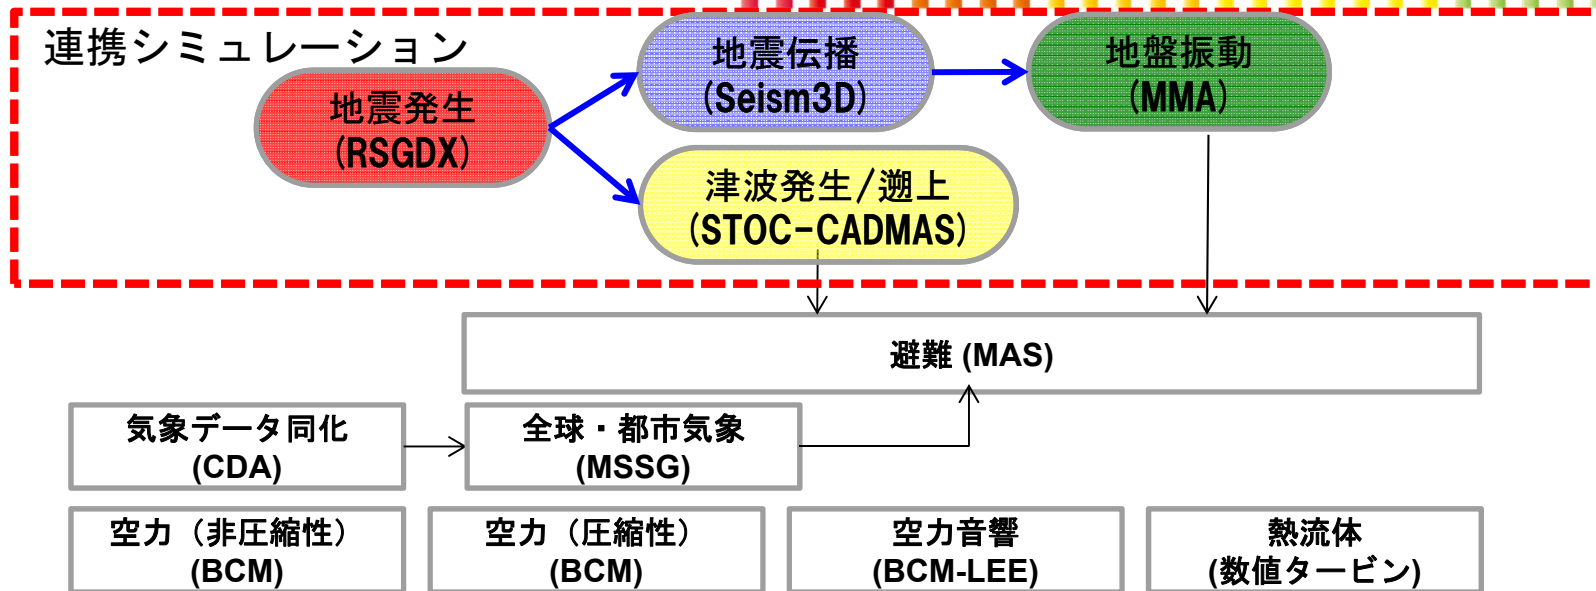 連携シミュレーション
地震発生
(RSGDX)
地震伝播
(Seism3D)
地盤振動
(MMA)
津波発生/遡上
(STOC-CADMAS)
避難 (MAS)
気象データ同化
(CDA)
全球・都市気象
(MSSG)
空力（非圧縮性）
(BCM)
空力（圧縮性）
(BCM)
空力音響
(BCM-LEE)
熱流体
(数値タービン)